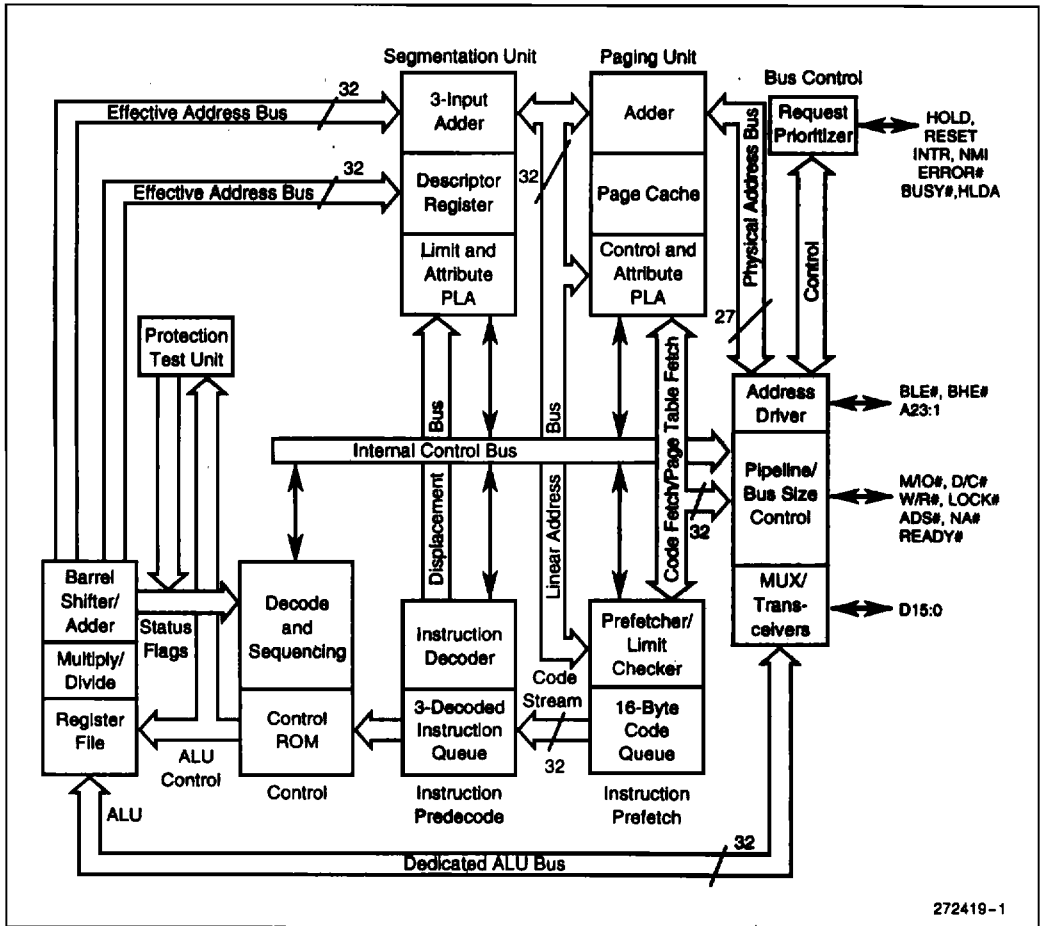 Segmentation Unit
Paging Unit
Bus Control
Effective Address Bus
32
3-Input
Adder
Adder
Request
Prioritizer
HOLD,
RESET
INTR, NMI
ERROR#
BUSY#,HLDA
Effective Address Bus
32
Descriptor
Register
32
Page Cache
Physical Address Bus
Control
Limit and
Attribute
PLA
Control and
Attribute
PLA
27
Protection
Test Unit
Address
Driver
BLE#, BHE#
A23:1
Internal Control Bus
Displacement Bus
Linear Address Bus
Code Fetch/Page Table Fetch
32
Pipeline/
Bus Size
Control
M/IO#, D/C#
W/R#, LOCK#
ADS#, NA#
READY#
MUX/
Trans-
ceivers
D15:0
Barrel
Shifter/
Adder
Status
Flags
Multiply/
Divide
Register
File
Decode
and
Sequencing
Control
ROM
ALU
Control
Control
Instruction
Decoder
3-Decoded
Instruction
Queue
Instruction
Predecode
Code
Stream
32
Prefetcher/
Limit
Checker
16-Byte
Code
Queue
Instruction
Prefetch
ALU
Dedicated ALU Bus
32
272419-1